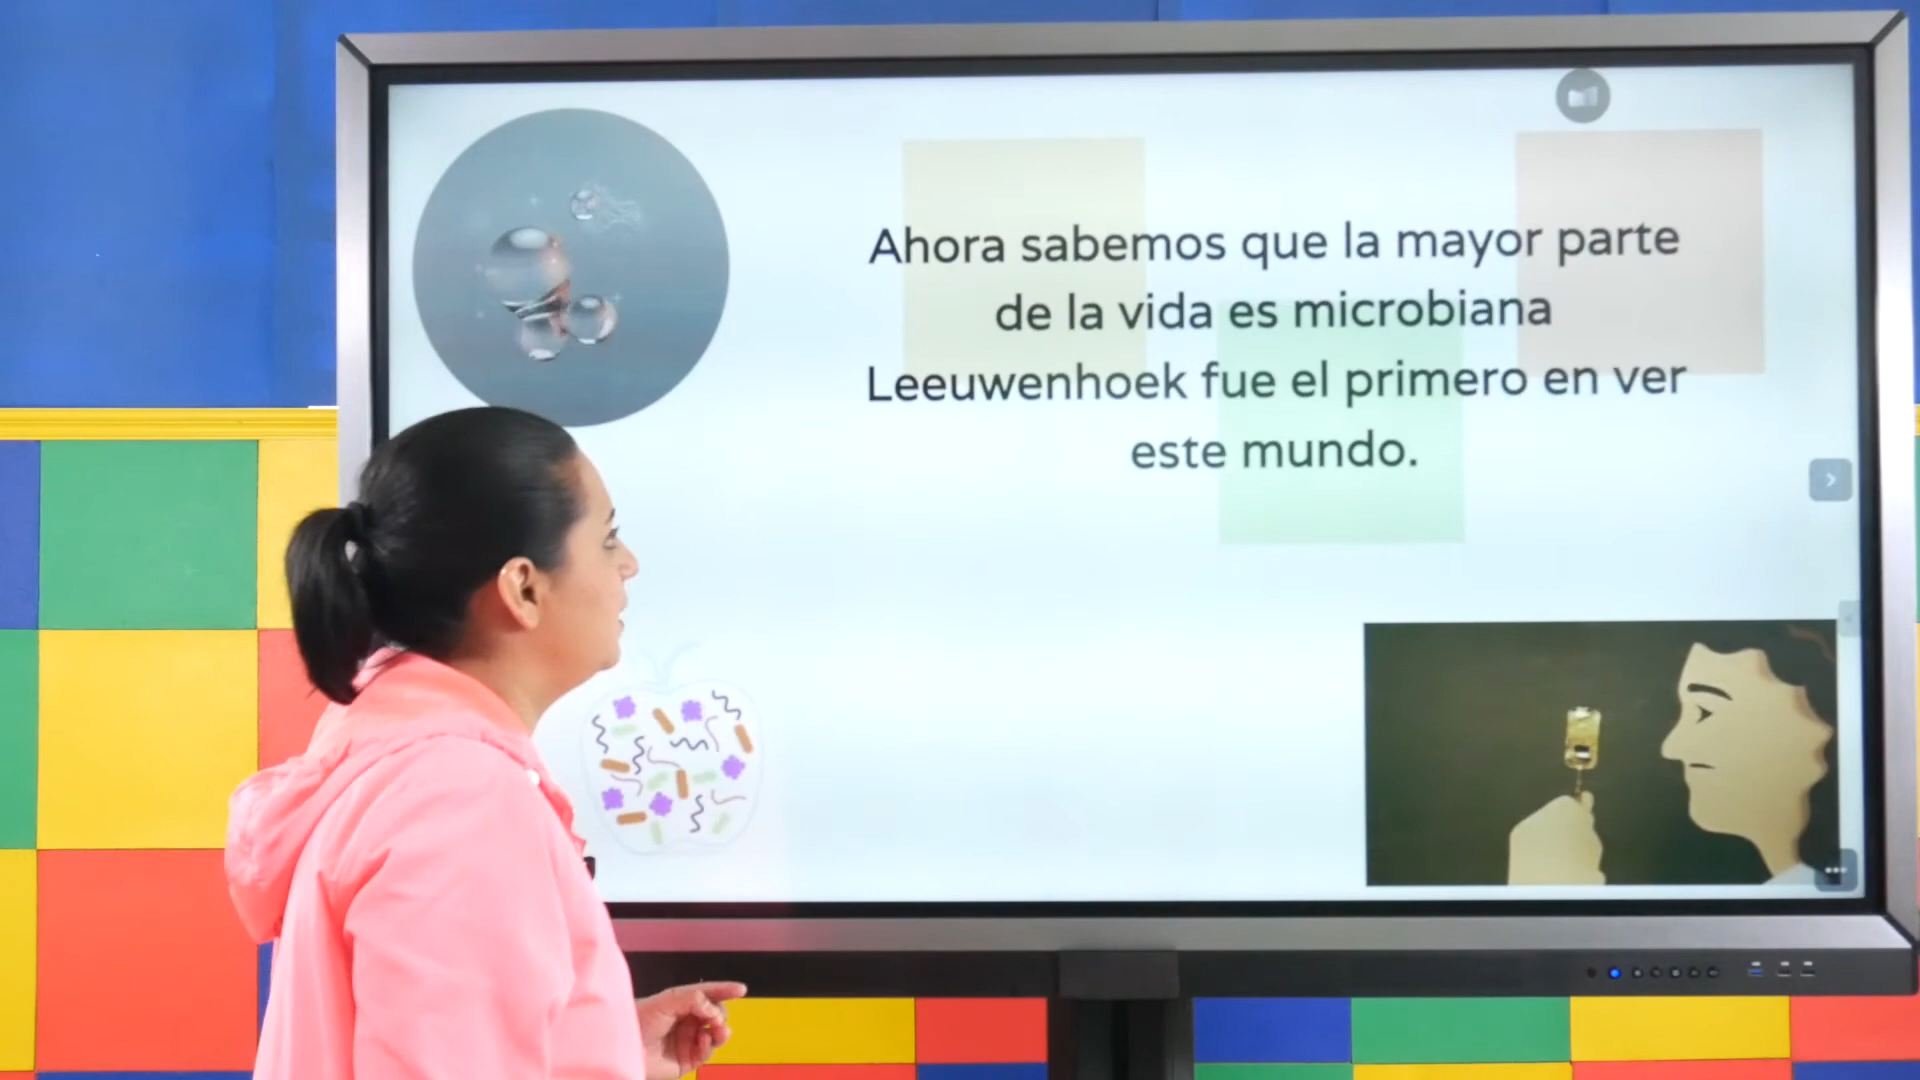 Ahora sabemos que la mayor parte
de la vida es microbiana
Leeuwenhoek fue el primero en ver
este mundo.